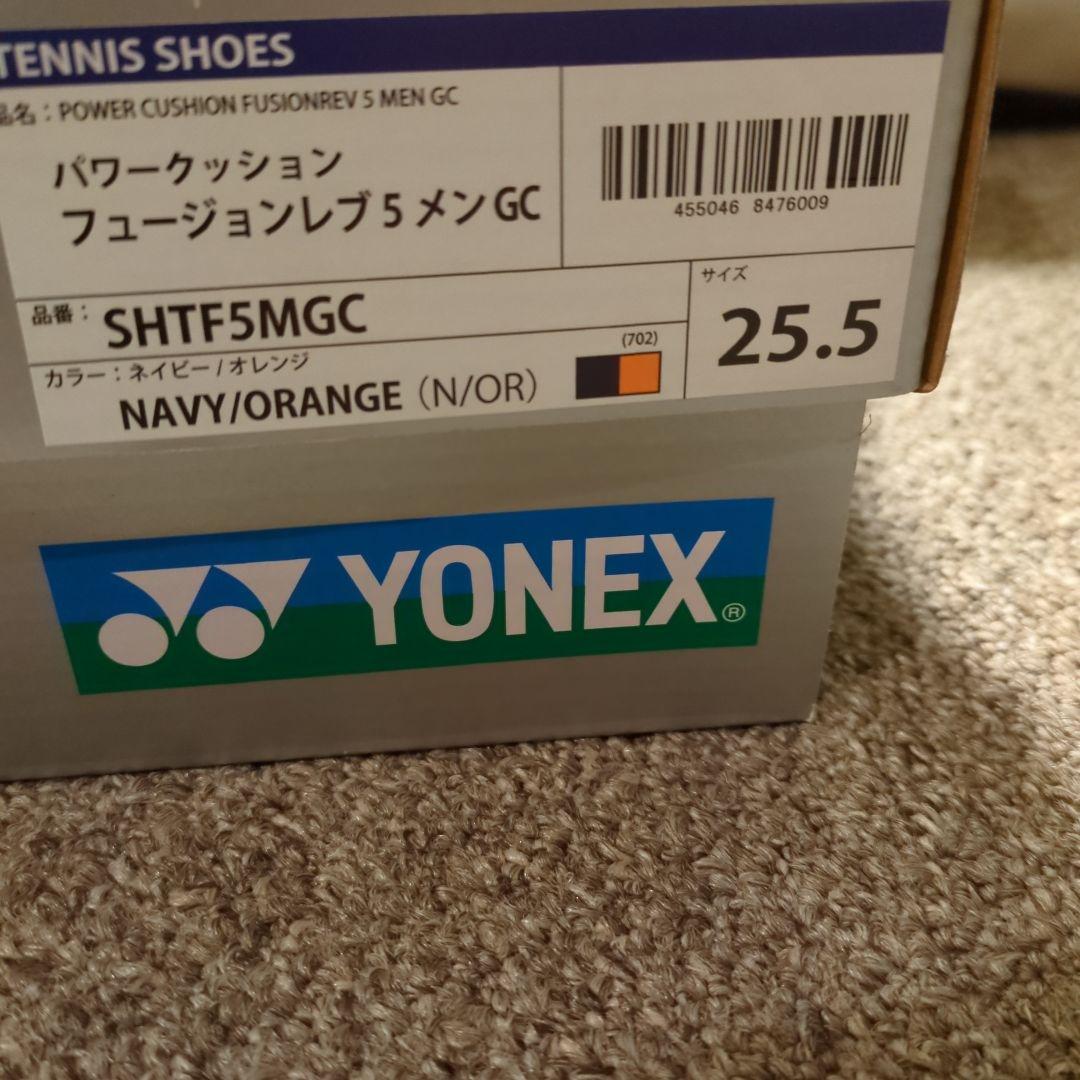 TENNIS SHOES
品名：POWER CUSHION FUSIONREV 5 MEN GC
パワークッション
フュージョンレブ 5 メン GC
455046 8476009
品番： SHTF5MGC
カラー：ネイビー / オレンジ
NAVY/ORANGE (N/OR)
(702)
サイズ
25.5
YONEX®